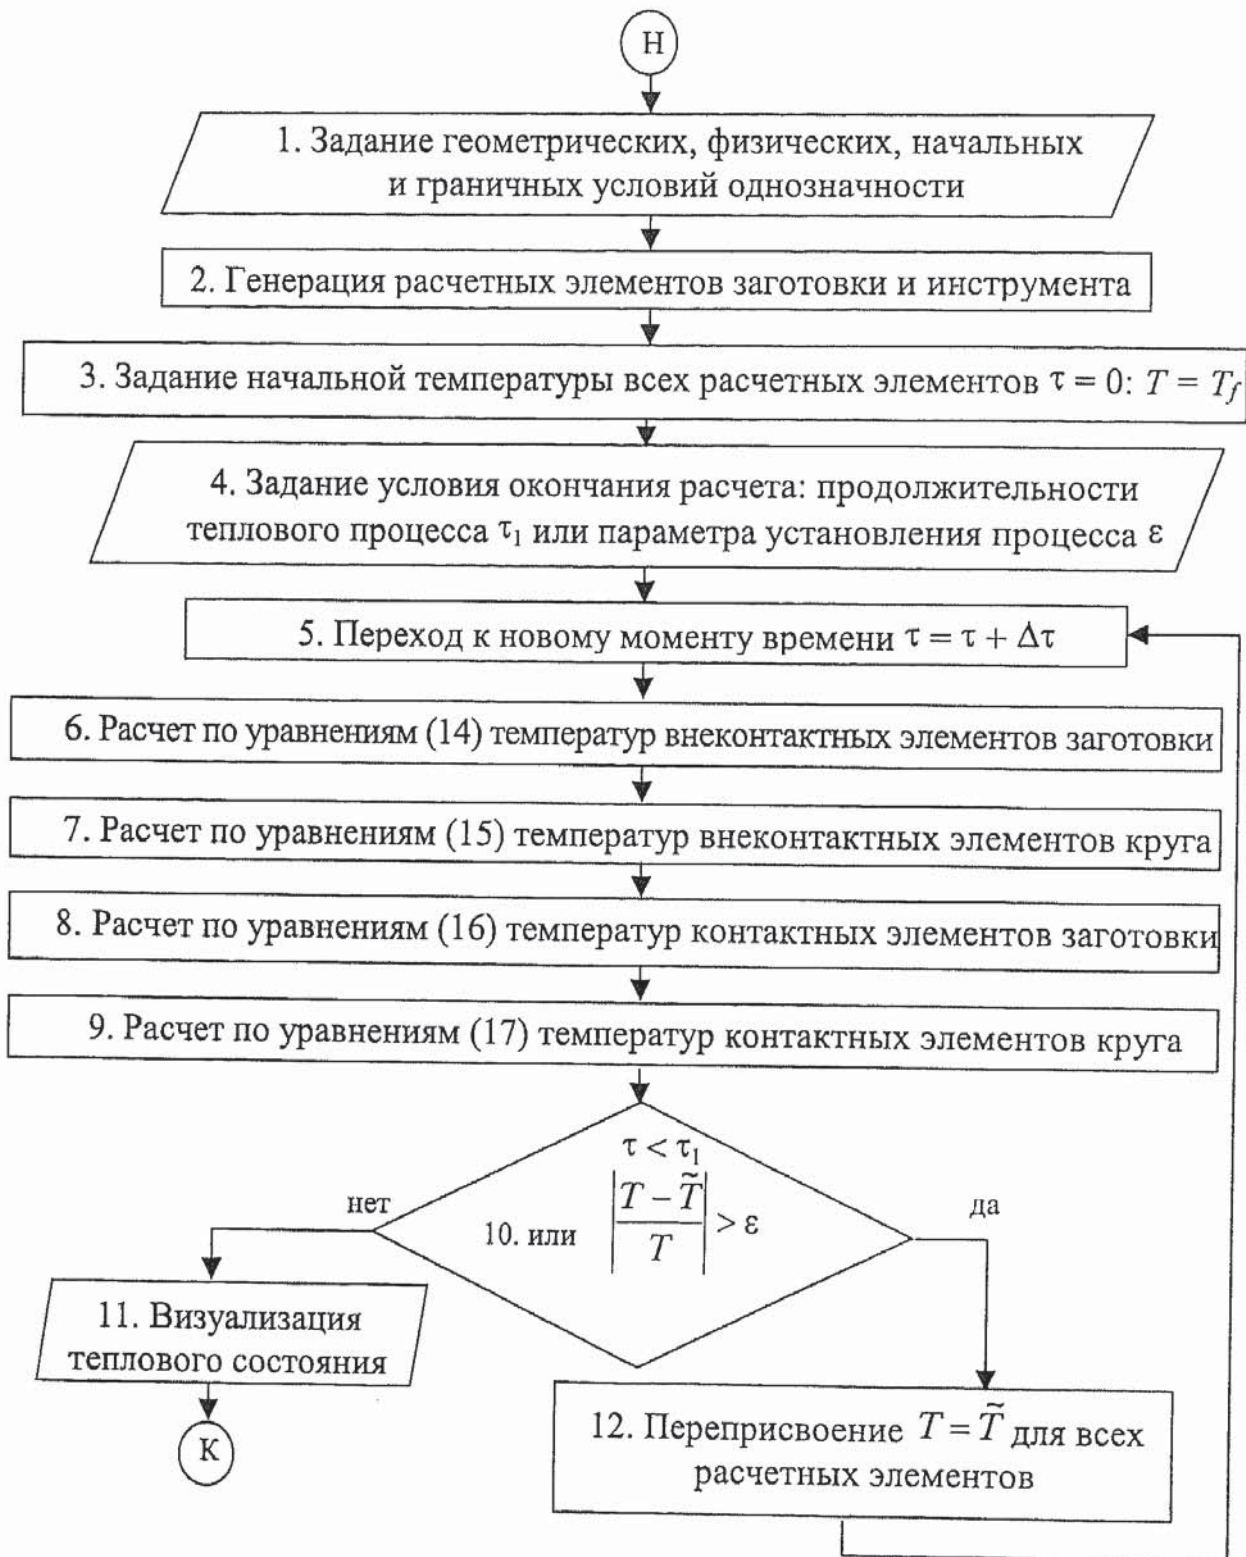 Н
1. Задание геометрических, физических, начальных
и граничных условий однозначности
2. Генерация расчетных элементов заготовки и инструмента
3. Задание начальной температуры всех расчетных элементов τ = 0: T = T_f
4. Задание условия окончания расчета: продолжительности
теплового процесса τ₁ или параметра установления процесса ε
5. Переход к новому моменту времени τ = τ + Δτ
6. Расчет по уравнениям (14) температур внеконтактных элементов заготовки
7. Расчет по уравнениям (15) температур внеконтактных элементов круга
8. Расчет по уравнениям (16) температур контактных элементов заготовки
9. Расчет по уравнениям (17) температур контактных элементов круга
τ < τ₁
нет
10. или |(T − T̃)/T| > ε
да
11. Визуализация
теплового состояния
К
12. Переприсвоение T = T̃ для всех
расчетных элементов